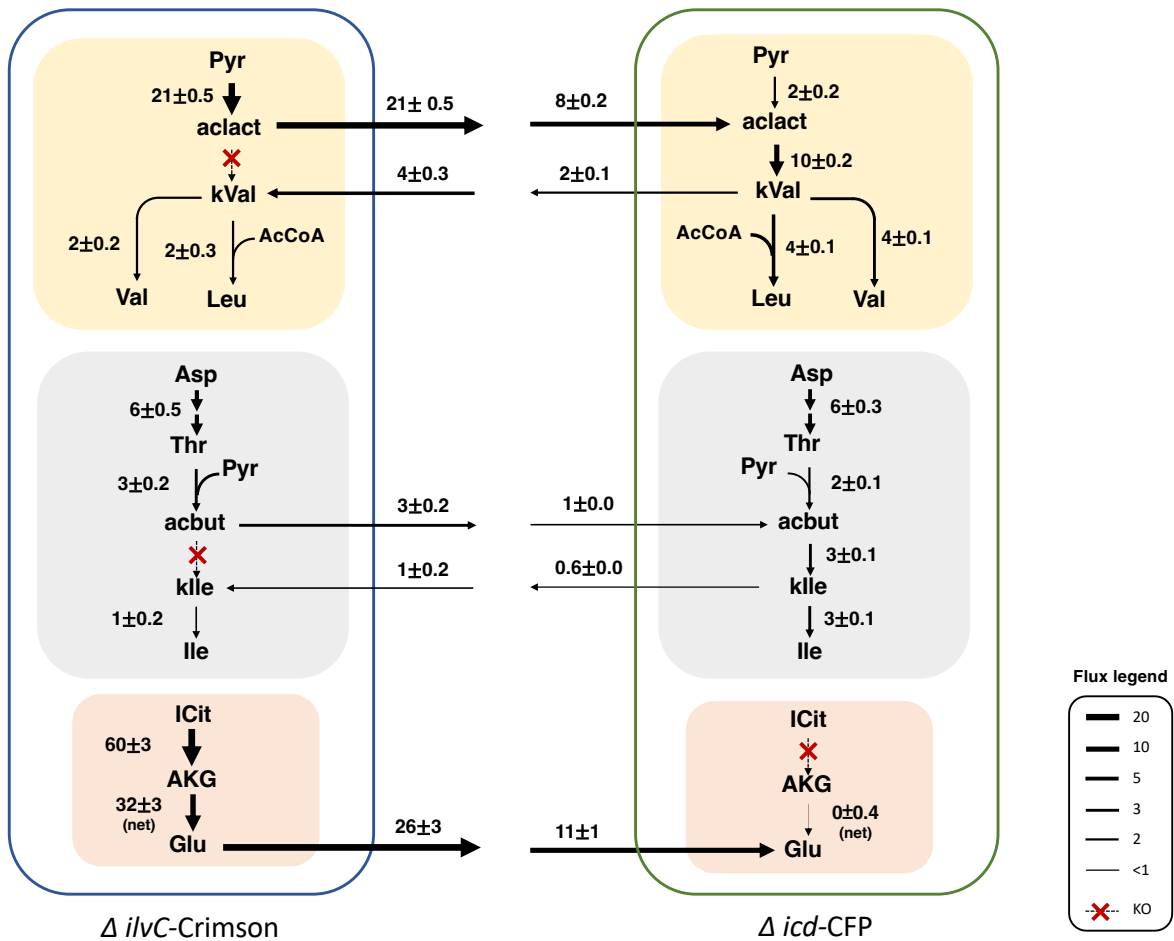 Pyr
21±0.5
aclact
21± 0.5
kVal
4±0.3
2±0.2
2±0.3
AcCoA
Val
Leu
Pyr
2±0.2
8±0.2
aclact
10±0.2
2±0.1
kVal
AcCoA
4±0.1
4±0.1
Leu
Val
Asp
6±0.5
Thr
3±0.2
Pyr
acbut
3±0.2
kIle
1±0.2
1±0.2
Ile
Asp
6±0.3
Thr
Pyr
2±0.1
1±0.0
acbut
3±0.1
0.6±0.0
kIle
3±0.1
Ile
ICit
60±3
AKG
32±3
(net)
Glu
26±3
ICit
AKG
0±0.4
(net)
11±1
Glu
Δ ilvC-Crimson
Δ icd-CFP
Flux legend
20
10
5
3
2
<1
KO